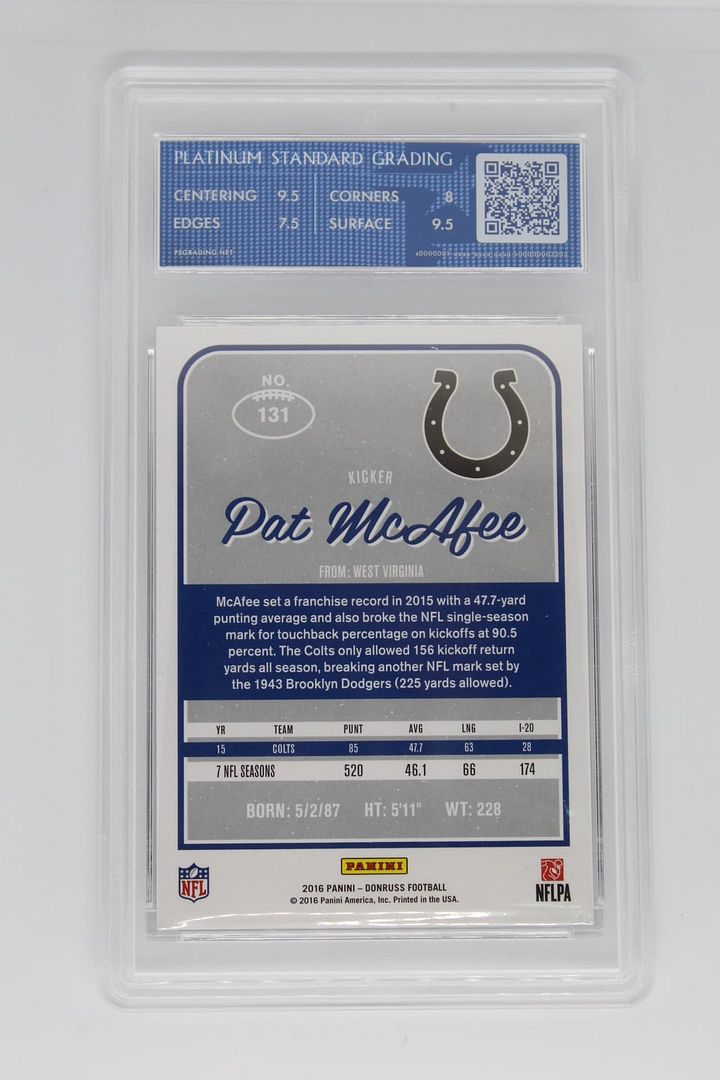 PLATINUM STANDARD GRADING
CENTERING 9.5 CORNERS 8
EDGES 7.5 SURFACE 9.5
PSGRADING.NET
NO.
131
KICKER
Pat McAfee
FROM: WEST VIRGINIA
McAfee set a franchise record in 2015 with a 47.7-yard
punting average and also broke the NFL single-season
mark for touchback percentage on kickoffs at 90.5
percent. The Colts only allowed 156 kickoff return
yards all season, breaking another NFL mark set by
the 1943 Brooklyn Dodgers (225 yards allowed).
YR TEAM PUNT AVG LNG I-20
15 COLTS 85 47.7 63 28
7 NFL SEASONS 520 46.1 66 174
BORN: 5/2/87 HT: 5'11" WT: 228
PANINI
NFL
2016 PANINI – DONRUSS FOOTBALL
© 2016 Panini America, Inc. Printed in the USA.
NFLPA